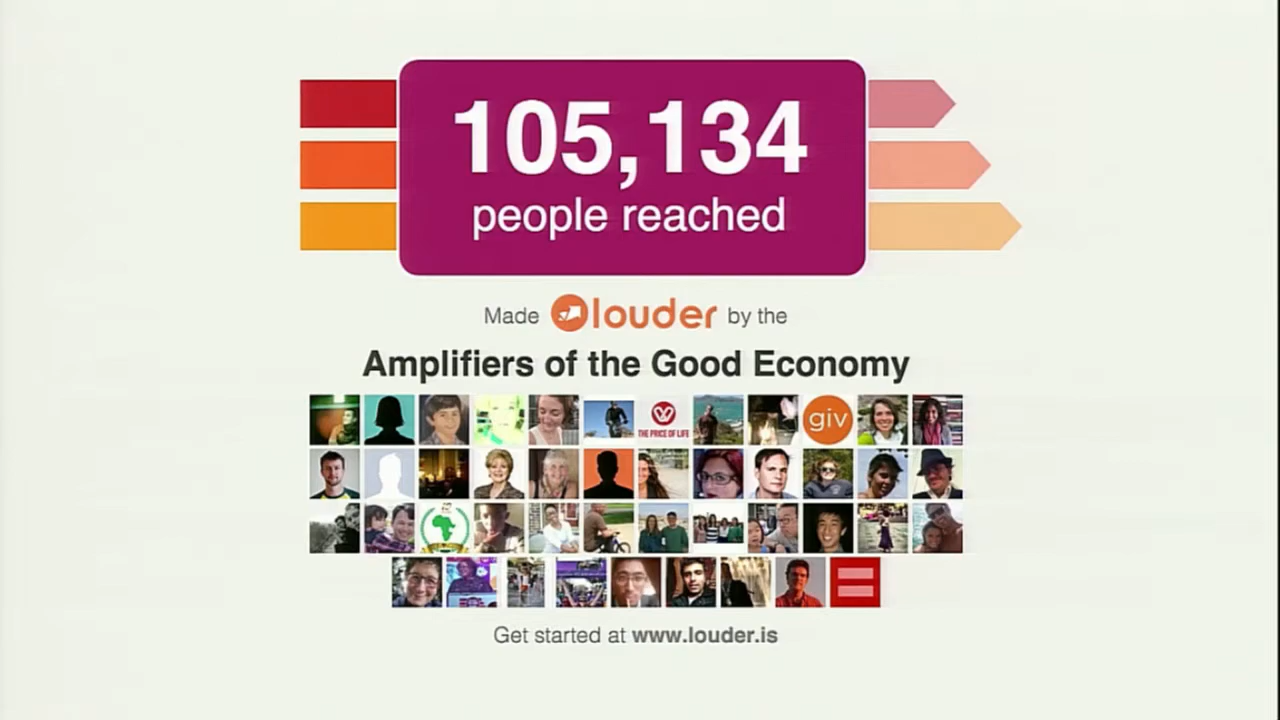 105,134
people reached
Made louder by the
Amplifiers of the Good Economy
THE PRICE OF LIFE
giv
Get started at www.louder.is